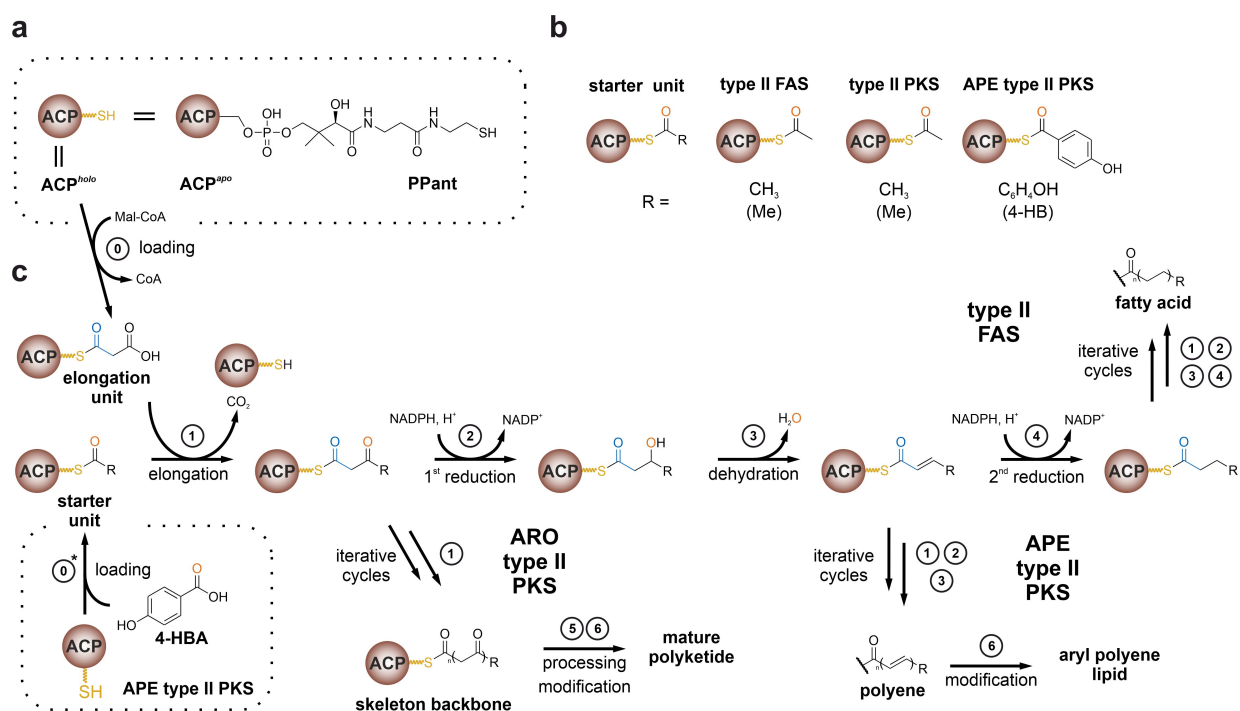 a
ACP
SH
=
ACP
OH
O
P
O
O
OH
N
H
O
O
H
N
SH
=
ACP holo
ACP apo
PPant
Mal-CoA
0 loading
CoA
b
starter unit
type II FAS
type II PKS
APE type II PKS
ACP S O R
ACP S O
ACP S O
ACP S O OH
R =
CH3
(Me)
CH3
(Me)
C6H4OH
(4-HB)
c
ACP S O O OH
elongation
unit
ACP SH
CO2
1
elongation
ACP S O R
starter
unit
0*
loading
O
OH
HO
4-HBA
ACP
SH
APE type II PKS
ACP S O O R
NADPH, H+
2
NADP+
1st reduction
ACP S O OH R
3
H2O
dehydration
ACP S O R
NADPH, H+
4
NADP+
2nd reduction
ACP S O R
type II
FAS
iterative
cycles
1 2
3 4
O
n
R
fatty acid
iterative
cycles
1
ARO
type II
PKS
ACP S O O n R
skeleton backbone
5 6
processing
modification
mature
polyketide
iterative
cycles
1 2
3
APE
type II
PKS
O
n
R
polyene
6
modification
aryl polyene
lipid